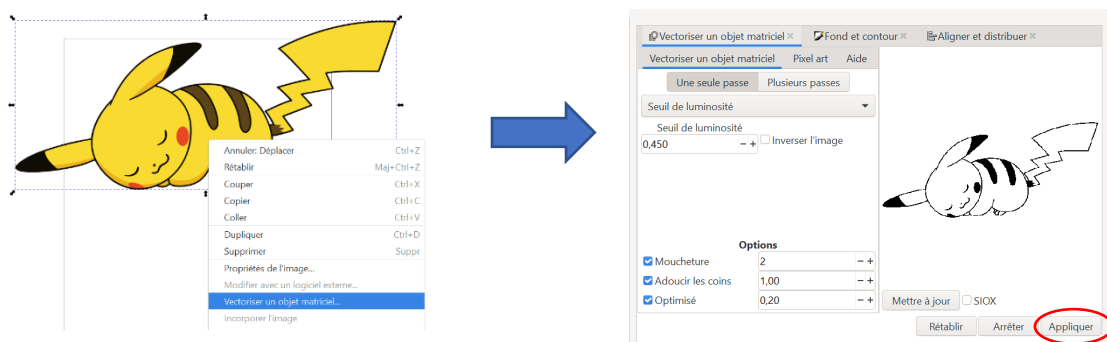 Annuler: Déplacer Ctrl+Z
Rétablir Maj+Ctrl+Z
Couper Ctrl+X
Copier Ctrl+C
Coller Ctrl+V
Dupliquer Ctrl+D
Supprimer Suppr
Propriétés de l'image...
Modifier avec un logiciel externe...
Vectoriser un objet matriciel...
Incorporer l'image
Vectoriser un objet matriciel Fond et contour Aligner et distribuer
Vectoriser un objet matriciel Pixel art Aide
Une seule passe Plusieurs passes
Seuil de luminosité
Seuil de luminosité
0,450 - + Inverser l'image
Options
Moucheture 2 - +
Adoucir les coins 1,00 - +
Optimisé 0,20 - +
Mettre à jour SIOX
Rétablir Arrêter Appliquer